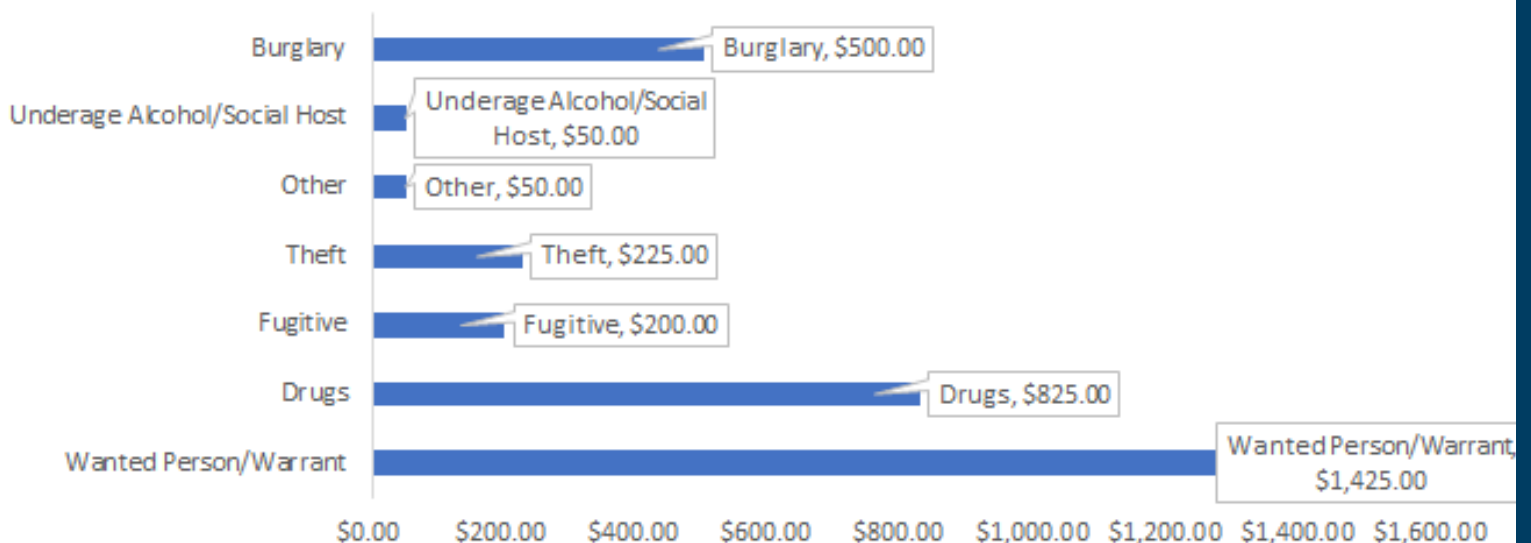 Burglary
Burglary, $500.00
Underage Alcohol/Social Host
Underage Alcohol/Social
Host, $50.00
Other
Other, $50.00
Theft
Theft, $225.00
Fugitive
Fugitive, $200.00
Drugs
Drugs, $825.00
Wanted Person/Warrant
Wanted Person/Warrant,
$1,425.00
$0.00 $200.00 $400.00 $600.00 $800.00 $1,000.00 $1,200.00 $1,400.00 $1,600.00